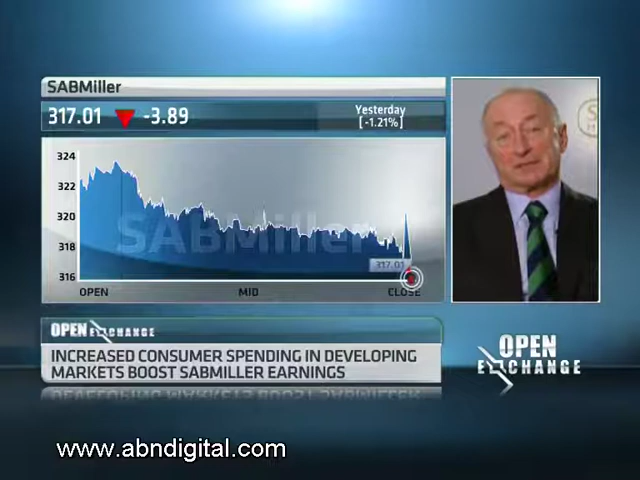 SABMiller
317.01 -3.89
Yesterday
[-1.21%]
324
322
320
318
316
SABMiller
317.01
OPEN MID CLOSE
OPEN EXCHANGE
INCREASED CONSUMER SPENDING IN DEVELOPING
MARKETS BOOST SABMILLER EARNINGS
OPEN
EXCHANGE
www.abndigital.com